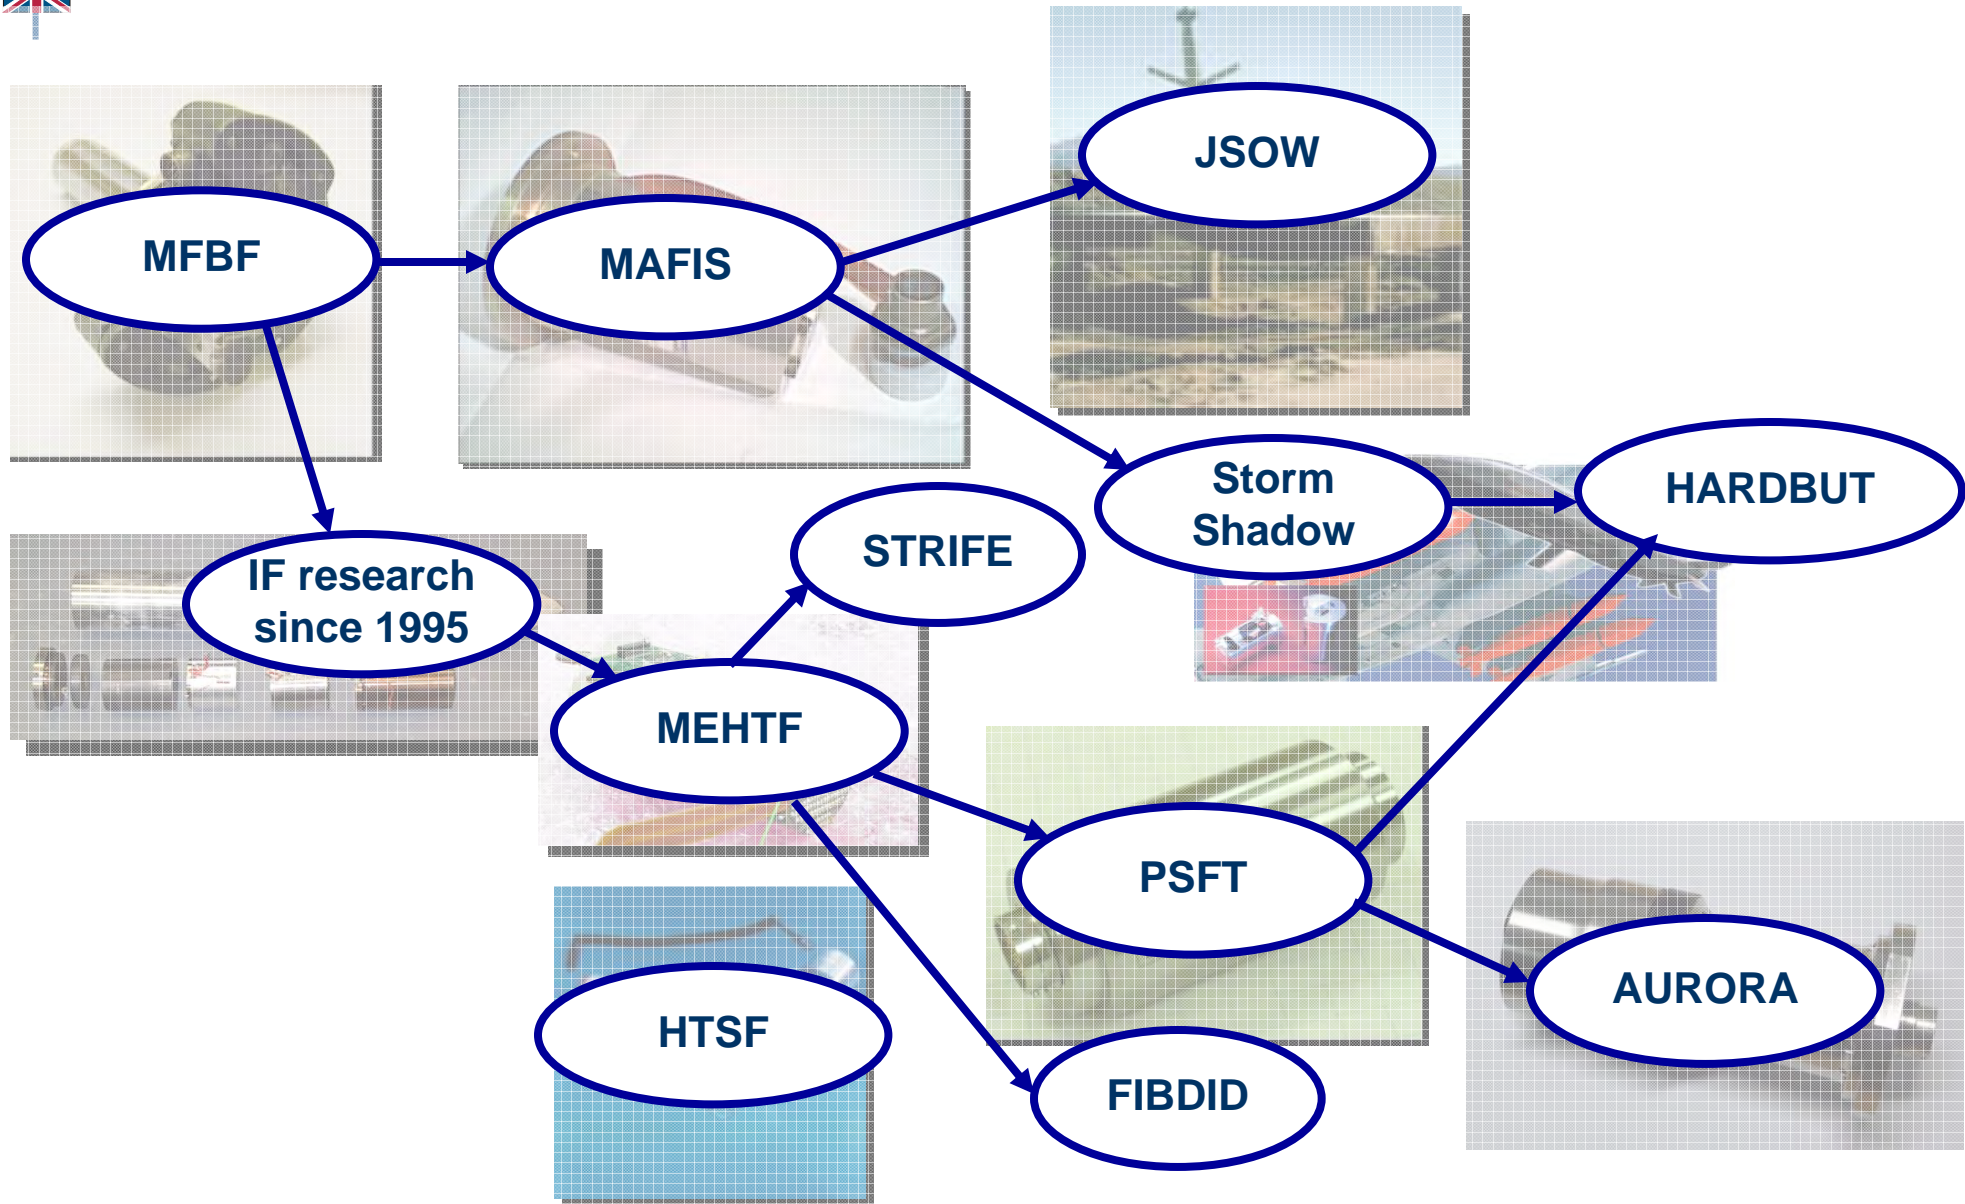 MFBF
MAFIS
JSOW
Storm
Shadow
HARDBUT
STRIFE
IF research
since 1995
MEHTF
PSFT
AURORA
HTSF
FIBDID